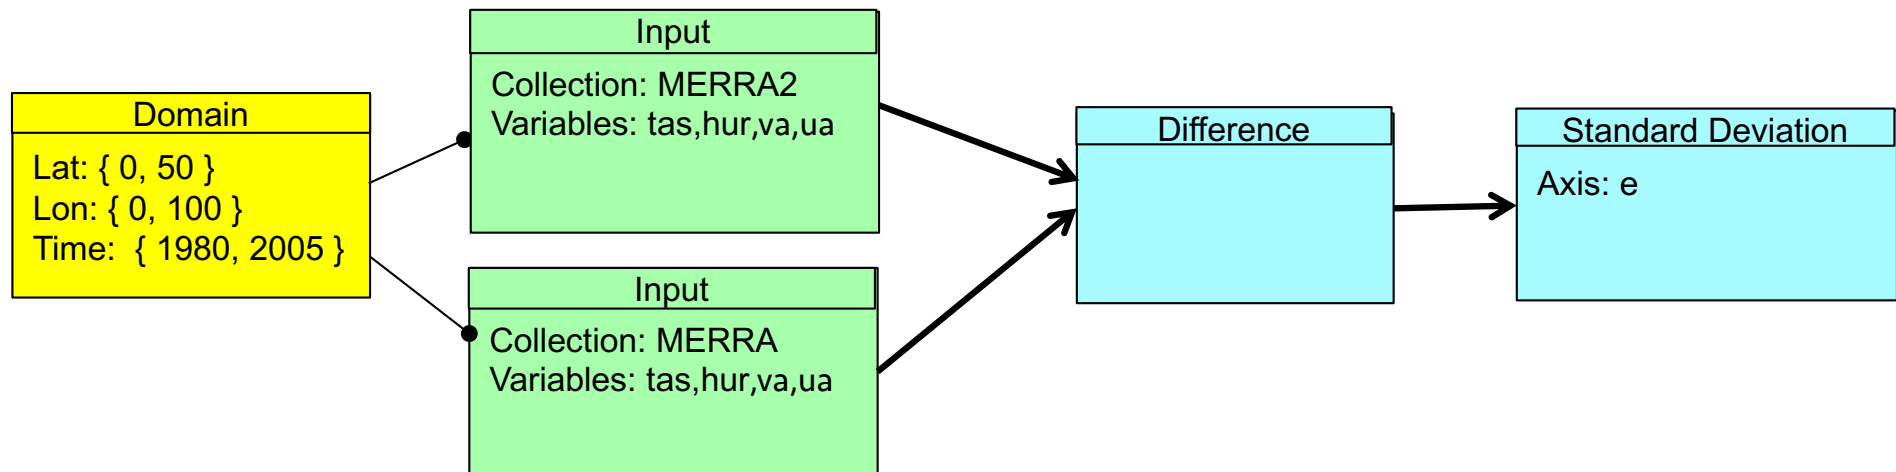 Domain
Lat: { 0, 50 }
Lon: { 0, 100 }
Time: { 1980, 2005 }
Input
Collection: MERRA2
Variables: tas,hur,va,ua
Input
Collection: MERRA
Variables: tas,hur,va,ua
Difference
Standard Deviation
Axis: e